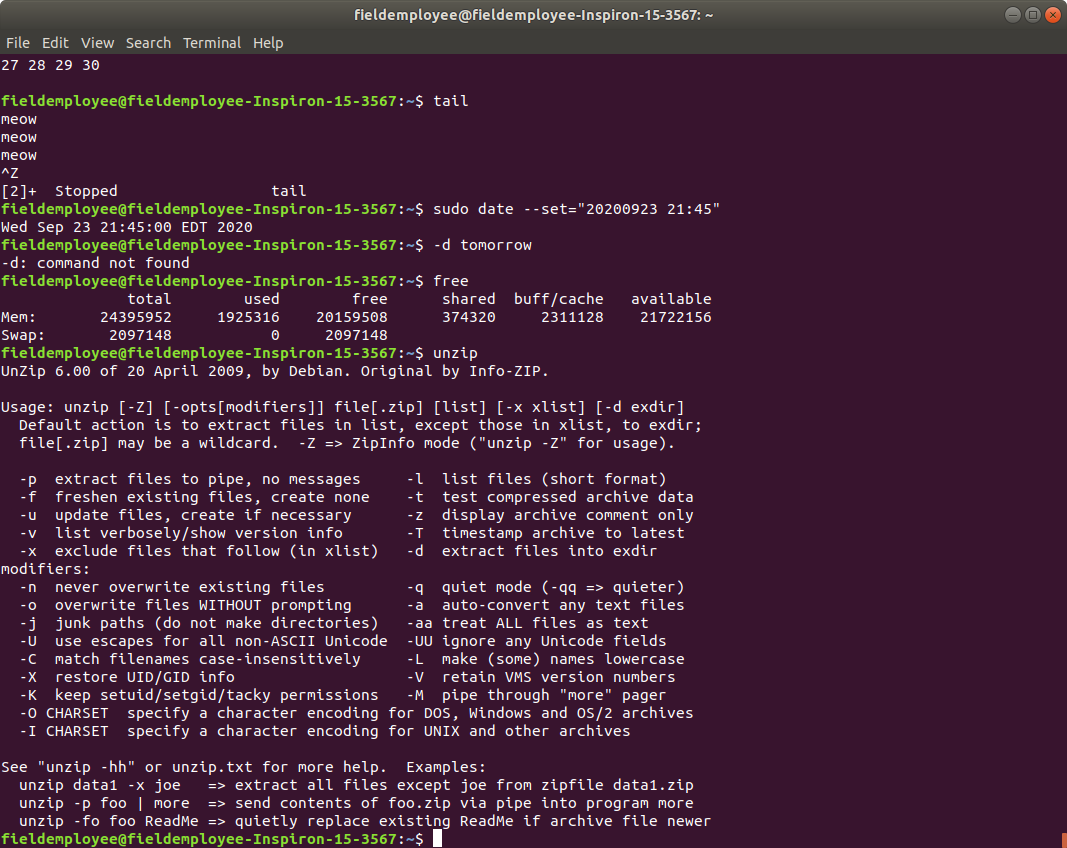 fieldemployee@fieldemployee-Inspiron-15-3567: ~
File Edit View Search Terminal Help
27 28 29 30
fieldemployee@fieldemployee-Inspiron-15-3567:~$ tail
meow
meow
meow
^Z
[2]+  Stopped                 tail
fieldemployee@fieldemployee-Inspiron-15-3567:~$ sudo date --set="20200923 21:45"
Wed Sep 23 21:45:00 EDT 2020
fieldemployee@fieldemployee-Inspiron-15-3567:~$ -d tomorrow
-d: command not found
fieldemployee@fieldemployee-Inspiron-15-3567:~$ free
              total        used        free      shared  buff/cache   available
Mem:       24395952     1925316    20159508      374320     2311128    21722156
Swap:       2097148           0     2097148
fieldemployee@fieldemployee-Inspiron-15-3567:~$ unzip
UnZip 6.00 of 20 April 2009, by Debian. Original by Info-ZIP.

Usage: unzip [-Z] [-opts[modifiers]] file[.zip] [list] [-x xlist] [-d exdir]
  Default action is to extract files in list, except those in xlist, to exdir;
  file[.zip] may be a wildcard.  -Z => ZipInfo mode ("unzip -Z" for usage).

  -p  extract files to pipe, no messages     -l  list files (short format)
  -f  freshen existing files, create none    -t  test compressed archive data
  -u  update files, create if necessary      -z  display archive comment only
  -v  list verbosely/show version info       -T  timestamp archive to latest
  -x  exclude files that follow (in xlist)   -d  extract files into exdir
modifiers:
  -n  never overwrite existing files         -q  quiet mode (-qq => quieter)
  -o  overwrite files WITHOUT prompting      -a  auto-convert any text files
  -j  junk paths (do not make directories)   -aa treat ALL files as text
  -U  use escapes for all non-ASCII Unicode  -UU ignore any Unicode fields
  -C  match filenames case-insensitively     -L  make (some) names lowercase
  -X  restore UID/GID info                   -V  retain VMS version numbers
  -K  keep setuid/setgid/tacky permissions   -M  pipe through "more" pager
  -O CHARSET  specify a character encoding for DOS, Windows and OS/2 archives
  -I CHARSET  specify a character encoding for UNIX and other archives

See "unzip -hh" or unzip.txt for more help.  Examples:
  unzip data1 -x joe   => extract all files except joe from zipfile data1.zip
  unzip -p foo | more  => send contents of foo.zip via pipe into program more
  unzip -fo foo ReadMe => quietly replace existing ReadMe if archive file newer
fieldemployee@fieldemployee-Inspiron-15-3567:~$